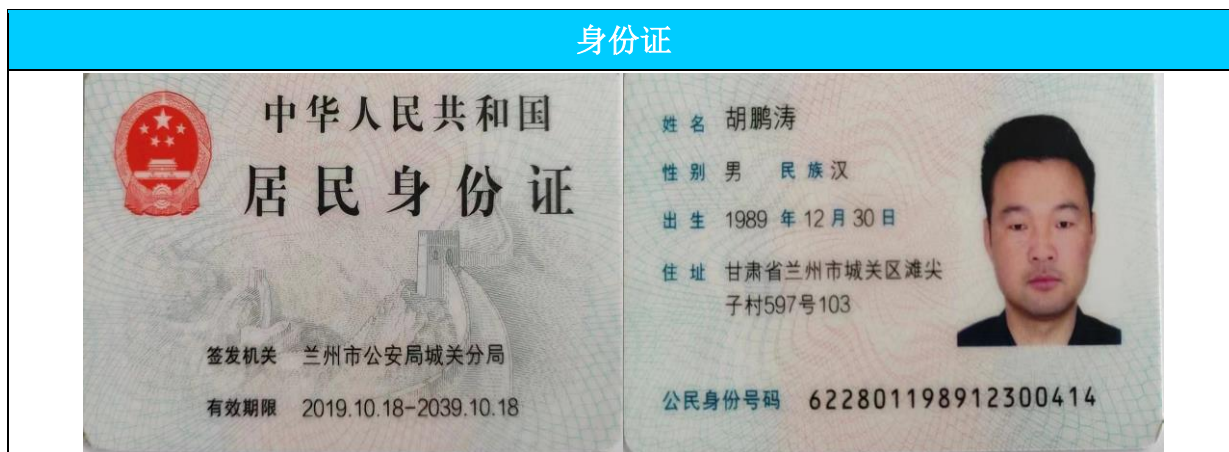 身份证
中华人民共和国
居民身份证
签发机关 兰州市公安局城关分局
有效期限 2019.10.18-2039.10.18
姓名 胡鹏涛
性别 男 民族 汉
出生 1989 年 12 月 30 日
住址 甘肃省兰州市城关区滩尖
子村597号103
公民身份号码 622801198912300414